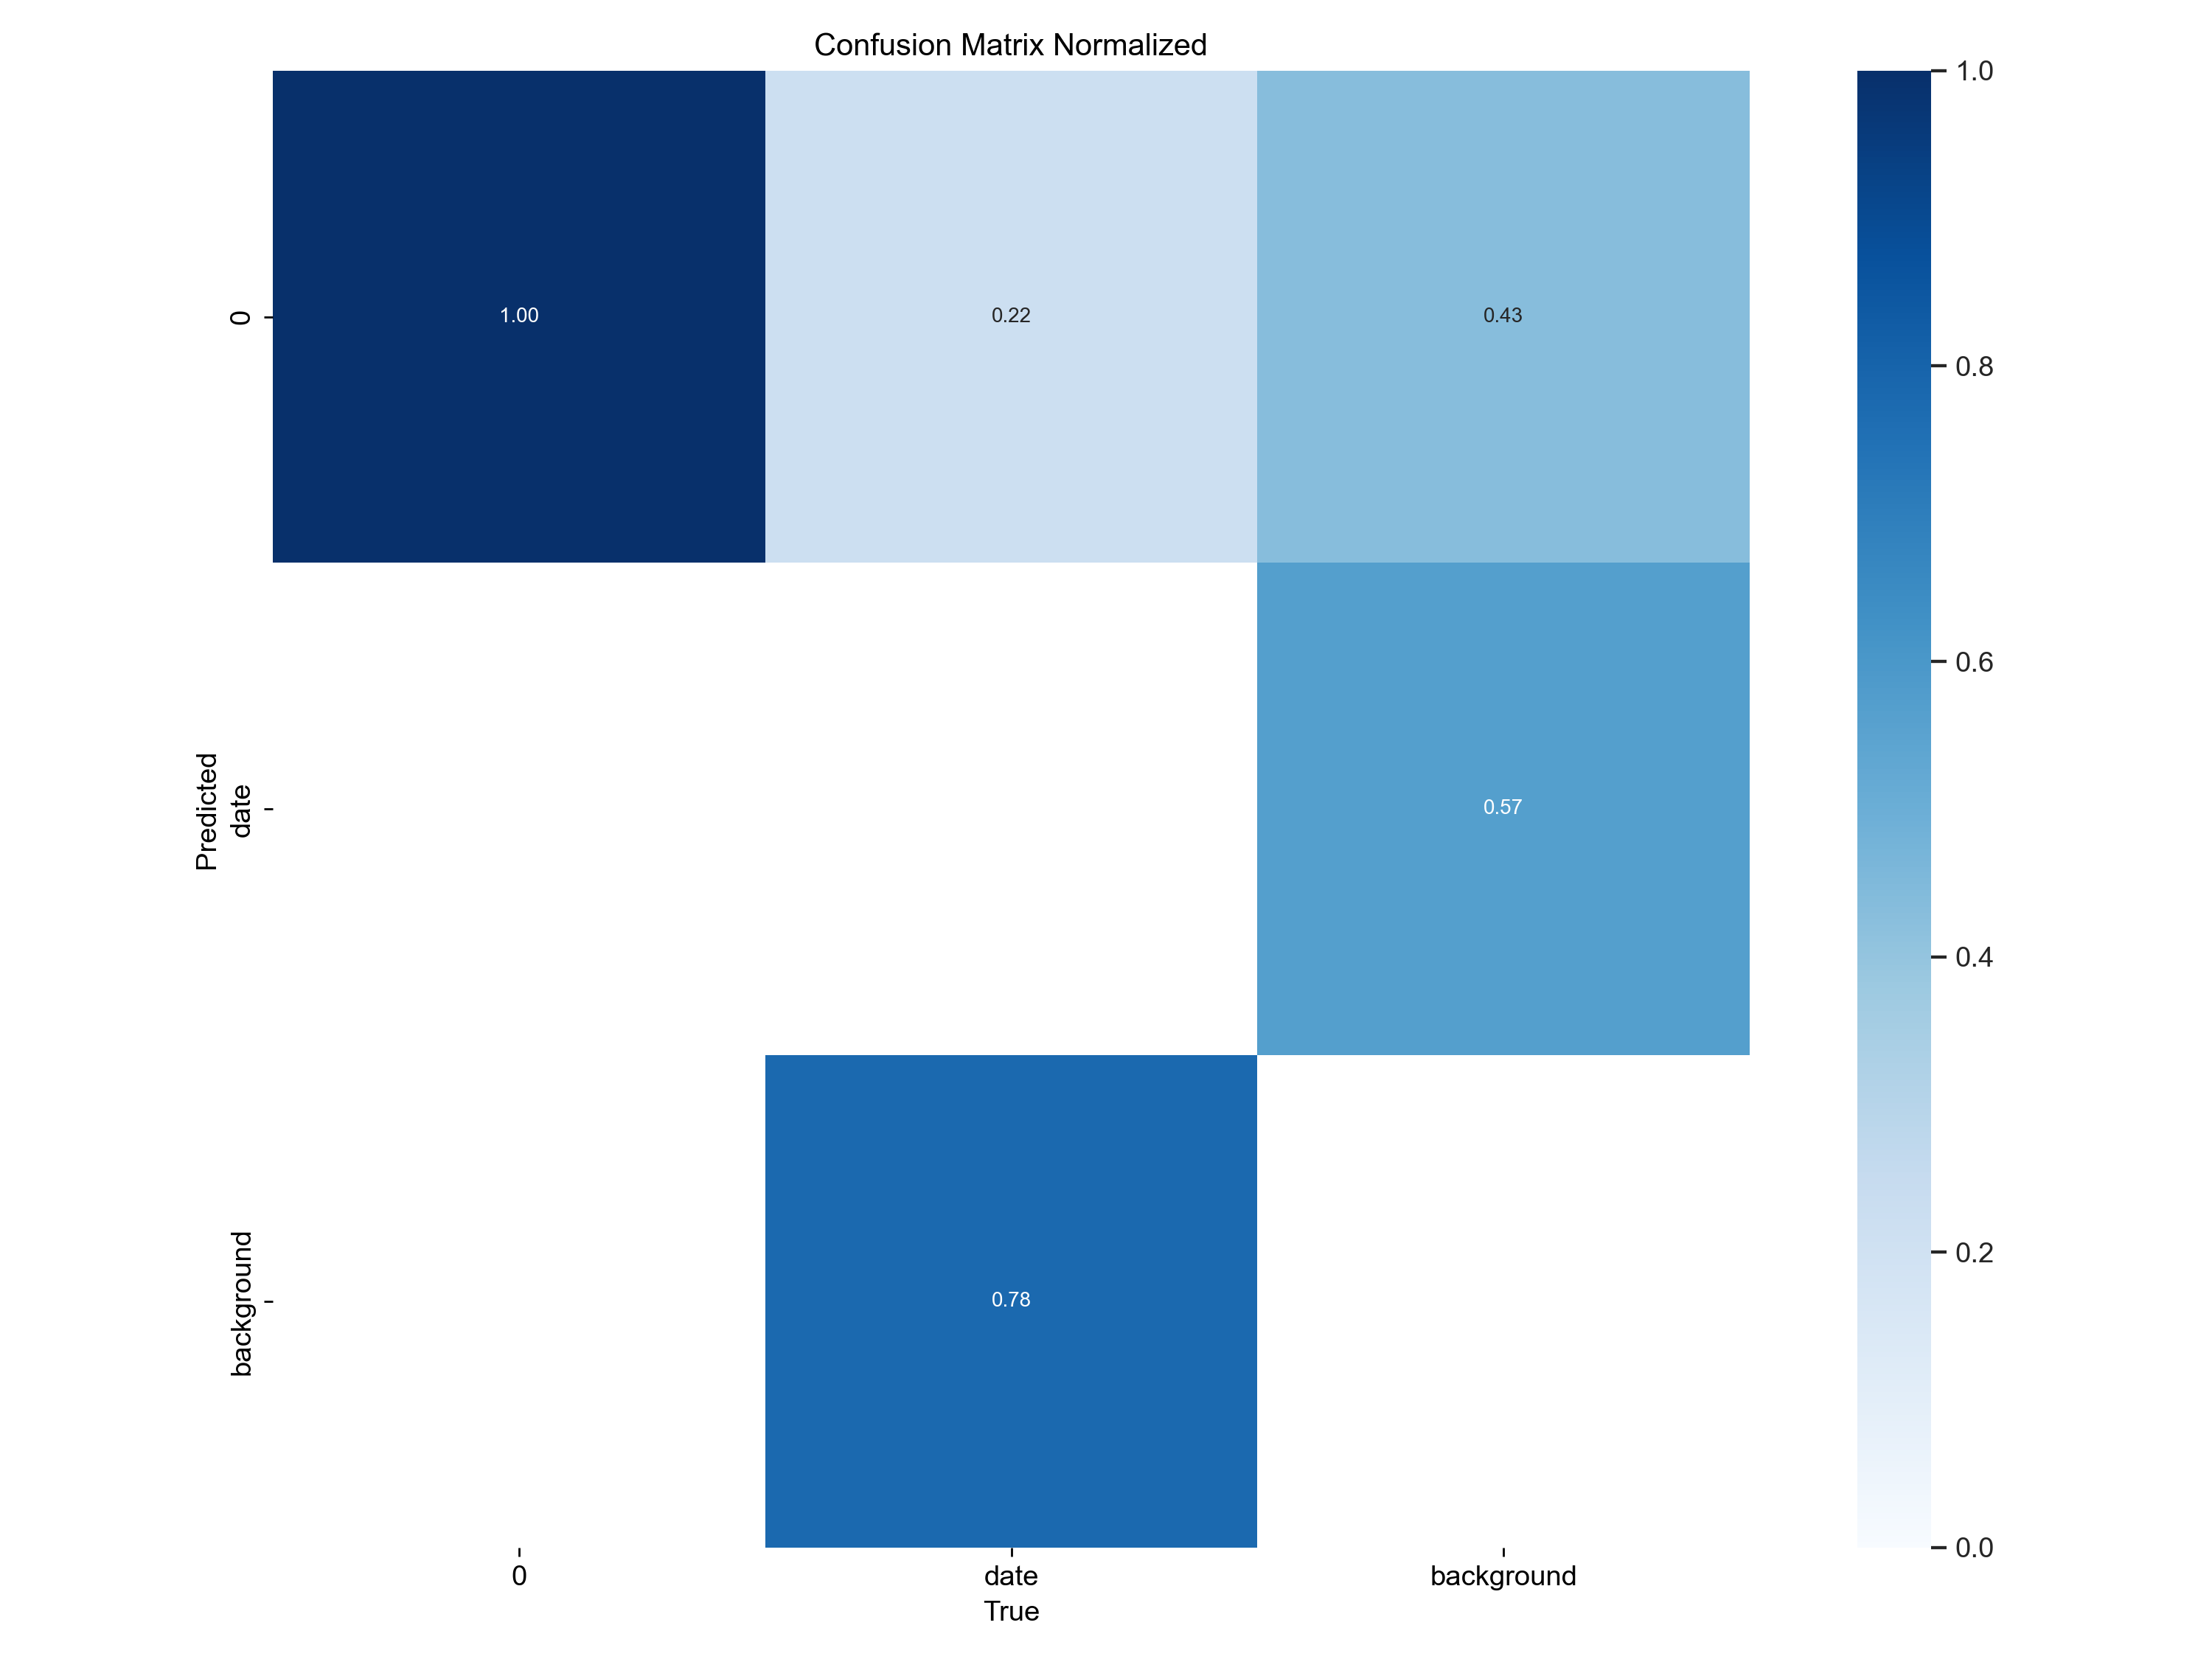 Confusion Matrix Normalized
1.0
0
1.00
0.22
0.43
0.8
0.6
Predicted
date
0.57
0.4
0.2
background
0.78
0.0
0
date
background
True